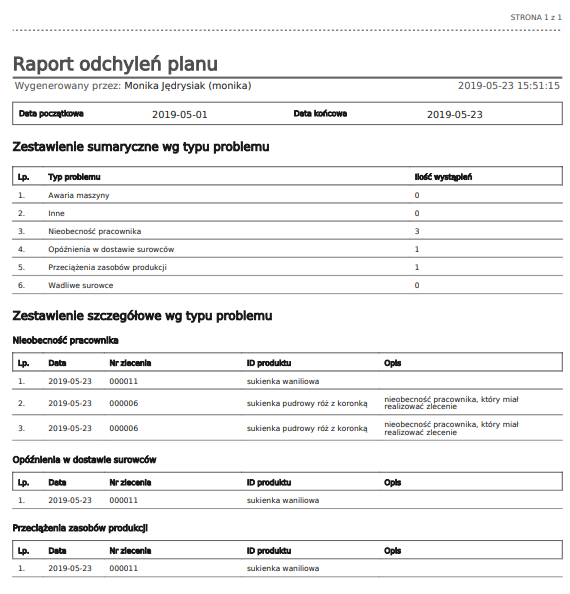 STRONA 1 z 1
Raport odchyleń planu
Wygenerowany przez: Monika Jędrysiak (monika) 2019-05-23 15:51:15
Data początkowa 2019-05-01 Data końcowa 2019-05-23
Zestawienie sumaryczne wg typu problemu
Lp. Typ problemu Ilość wystąpień
1. Awaria maszyny 0
2. Inne 0
3. Nieobecność pracownika 3
4. Opóźnienia w dostawie surowców 1
5. Przeciążenia zasobów produkcji 1
6. Wadliwe surowce 0
Zestawienie szczegółowe wg typu problemu
Nieobecność pracownika
Lp. Data Nr zlecenia ID produktu Opis
1. 2019-05-23 000011 sukienka waniliowa
2. 2019-05-23 000006 sukienka pudrowy róż z koronką nieobecność pracownika, który miał
realizować zlecenie
3. 2019-05-23 000006 sukienka pudrowy róż z koronką nieobecność pracownika, który miał
realizować zlecenie
Opóźnienia w dostawie surowców
Lp. Data Nr zlecenia ID produktu Opis
1. 2019-05-23 000011 sukienka waniliowa
Przeciążenia zasobów produkcji
Lp. Data Nr zlecenia ID produktu Opis
1. 2019-05-23 000011 sukienka waniliowa